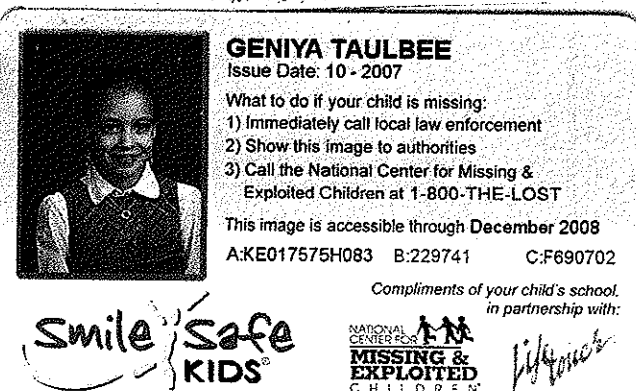 GENIYA TAULBEE
Issue Date: 10 - 2007
What to do if your child is missing:
1) Immediately call local law enforcement
2) Show this image to authorities
3) Call the National Center for Missing &
Exploited Children at 1-800-THE-LOST
This image is accessible through December 2008
A:KE017575H083 B:229741 C:F690702
Compliments of your child's school,
in partnership with:
Smile Safe
KIDS®
NATIONAL
CENTER FOR
MISSING &
EXPLOITED
CHILDREN
Lifetouch